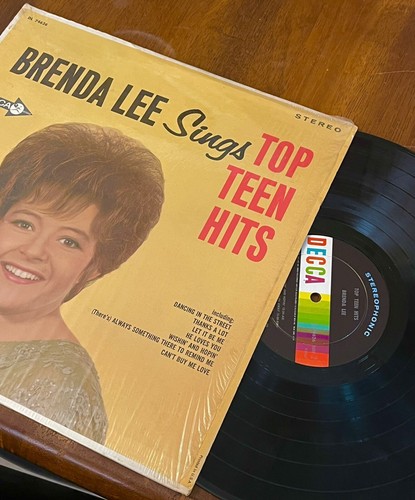 DL 74626
STEREO
BRENDA LEE Sings
TOP
TEEN
HITS
Including:
DANCING IN THE STREET
THANKS A LOT
LET IT BE ME
HE LOVES YOU
WISHIN' AND HOPIN'
(There's) ALWAYS SOMETHING THERE TO REMIND ME
CAN'T BUY ME LOVE
DECCA
STEREOPHONIC
TOP TEEN HITS
BRENDA LEE